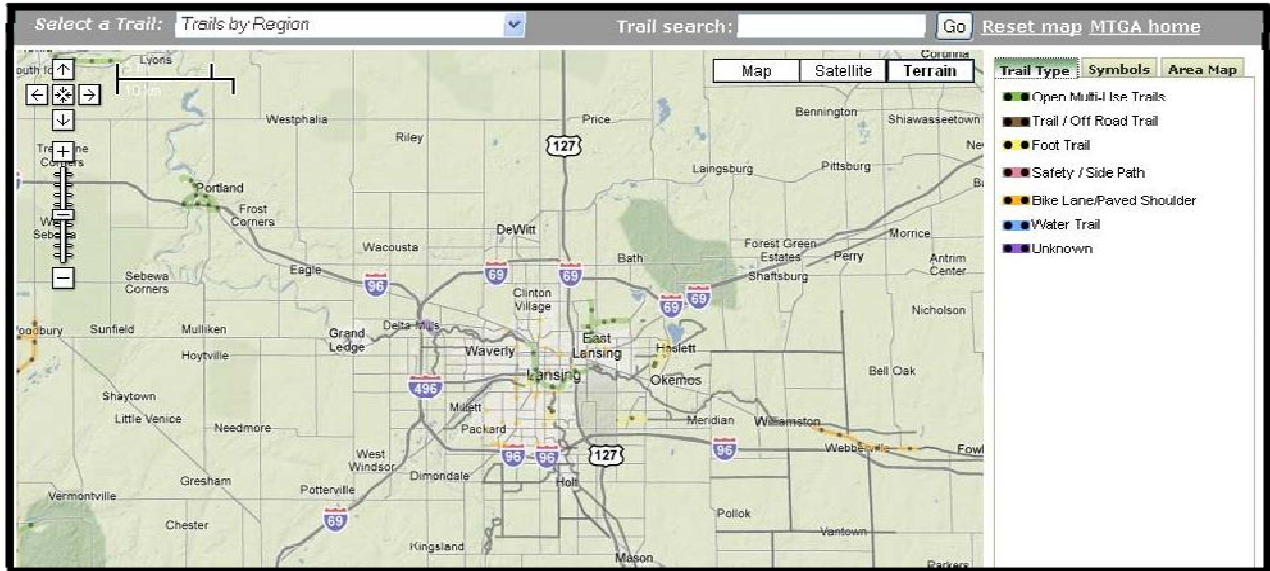 Select a Trail: Trails by Region Trail search: Go Reset map MTGA home
Lyons
10 km
Map Satellite Terrain
Corunna
Trail Type Symbols Area Map
Open Multi-Use Trails
Trail / Off Road Trail
Foot Trail
Safety / Side Path
Bike Lane/Paved Shoulder
Water Trail
Unknown
Westphalia
Riley
Price
127
Bennington
Shiawasseetown
Laingsburg
Pittsburg
Portland
Frost
Corners
DeWitt
Wacousta
Bath
Forest Green
Estates
Perry
Morrice
Antrim
Center
Shaftsburg
Eagle
96
69
69
69
69
Sebewa
Corners
Clinton
Village
Nicholson
Sunfield
Mulliken
Grand
Ledge
Delta Mills
Hoytville
Waverly
East
Lansing
Haslett
Lansing
Okemos
Bell Oak
496
Shaytown
Little Venice
Needmore
Millett
Packard
Meridian
Williamston
Webberville
Fowl
West
Windsor
96
96
127
96
Dimondale
Holt
Gresham
Potterville
Vermontville
Chester
69
Pollok
Vantown
Kingsland
Mason
Parkers